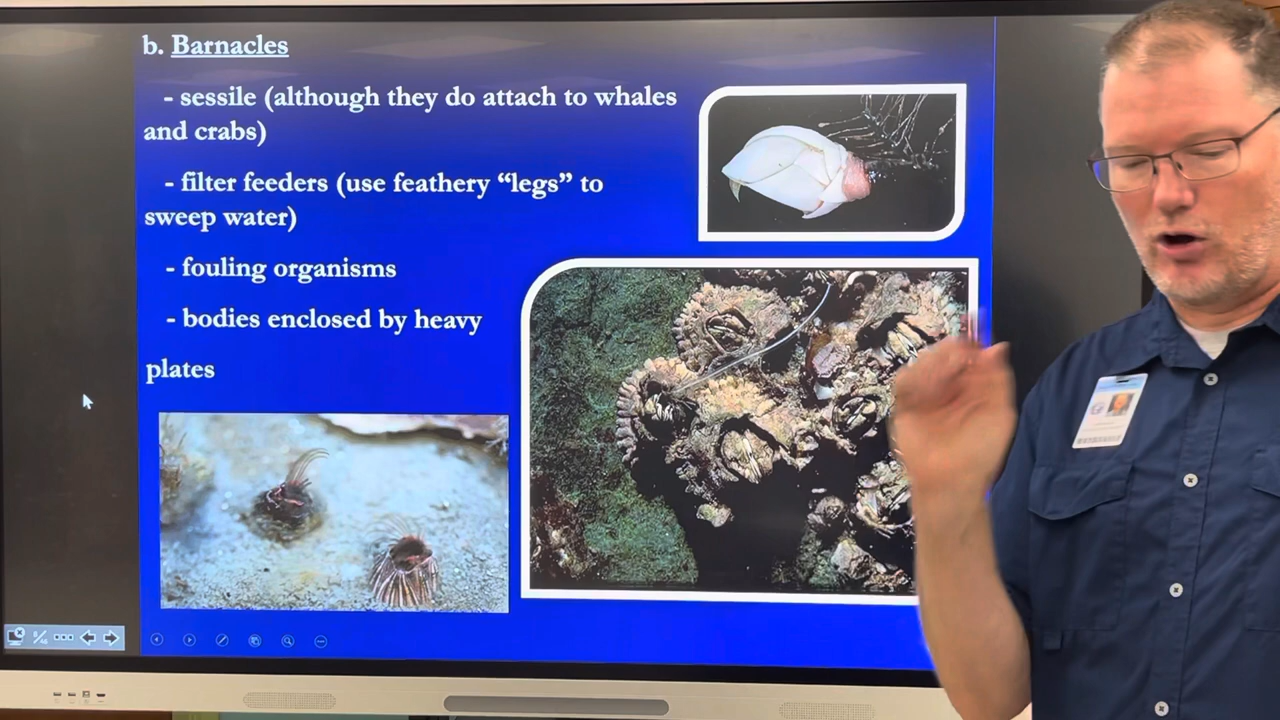 b. Barnacles
- sessile (although they do attach to whales
and crabs)
- filter feeders (use feathery “legs” to
sweep water)
- fouling organisms
- bodies enclosed by heavy
plates